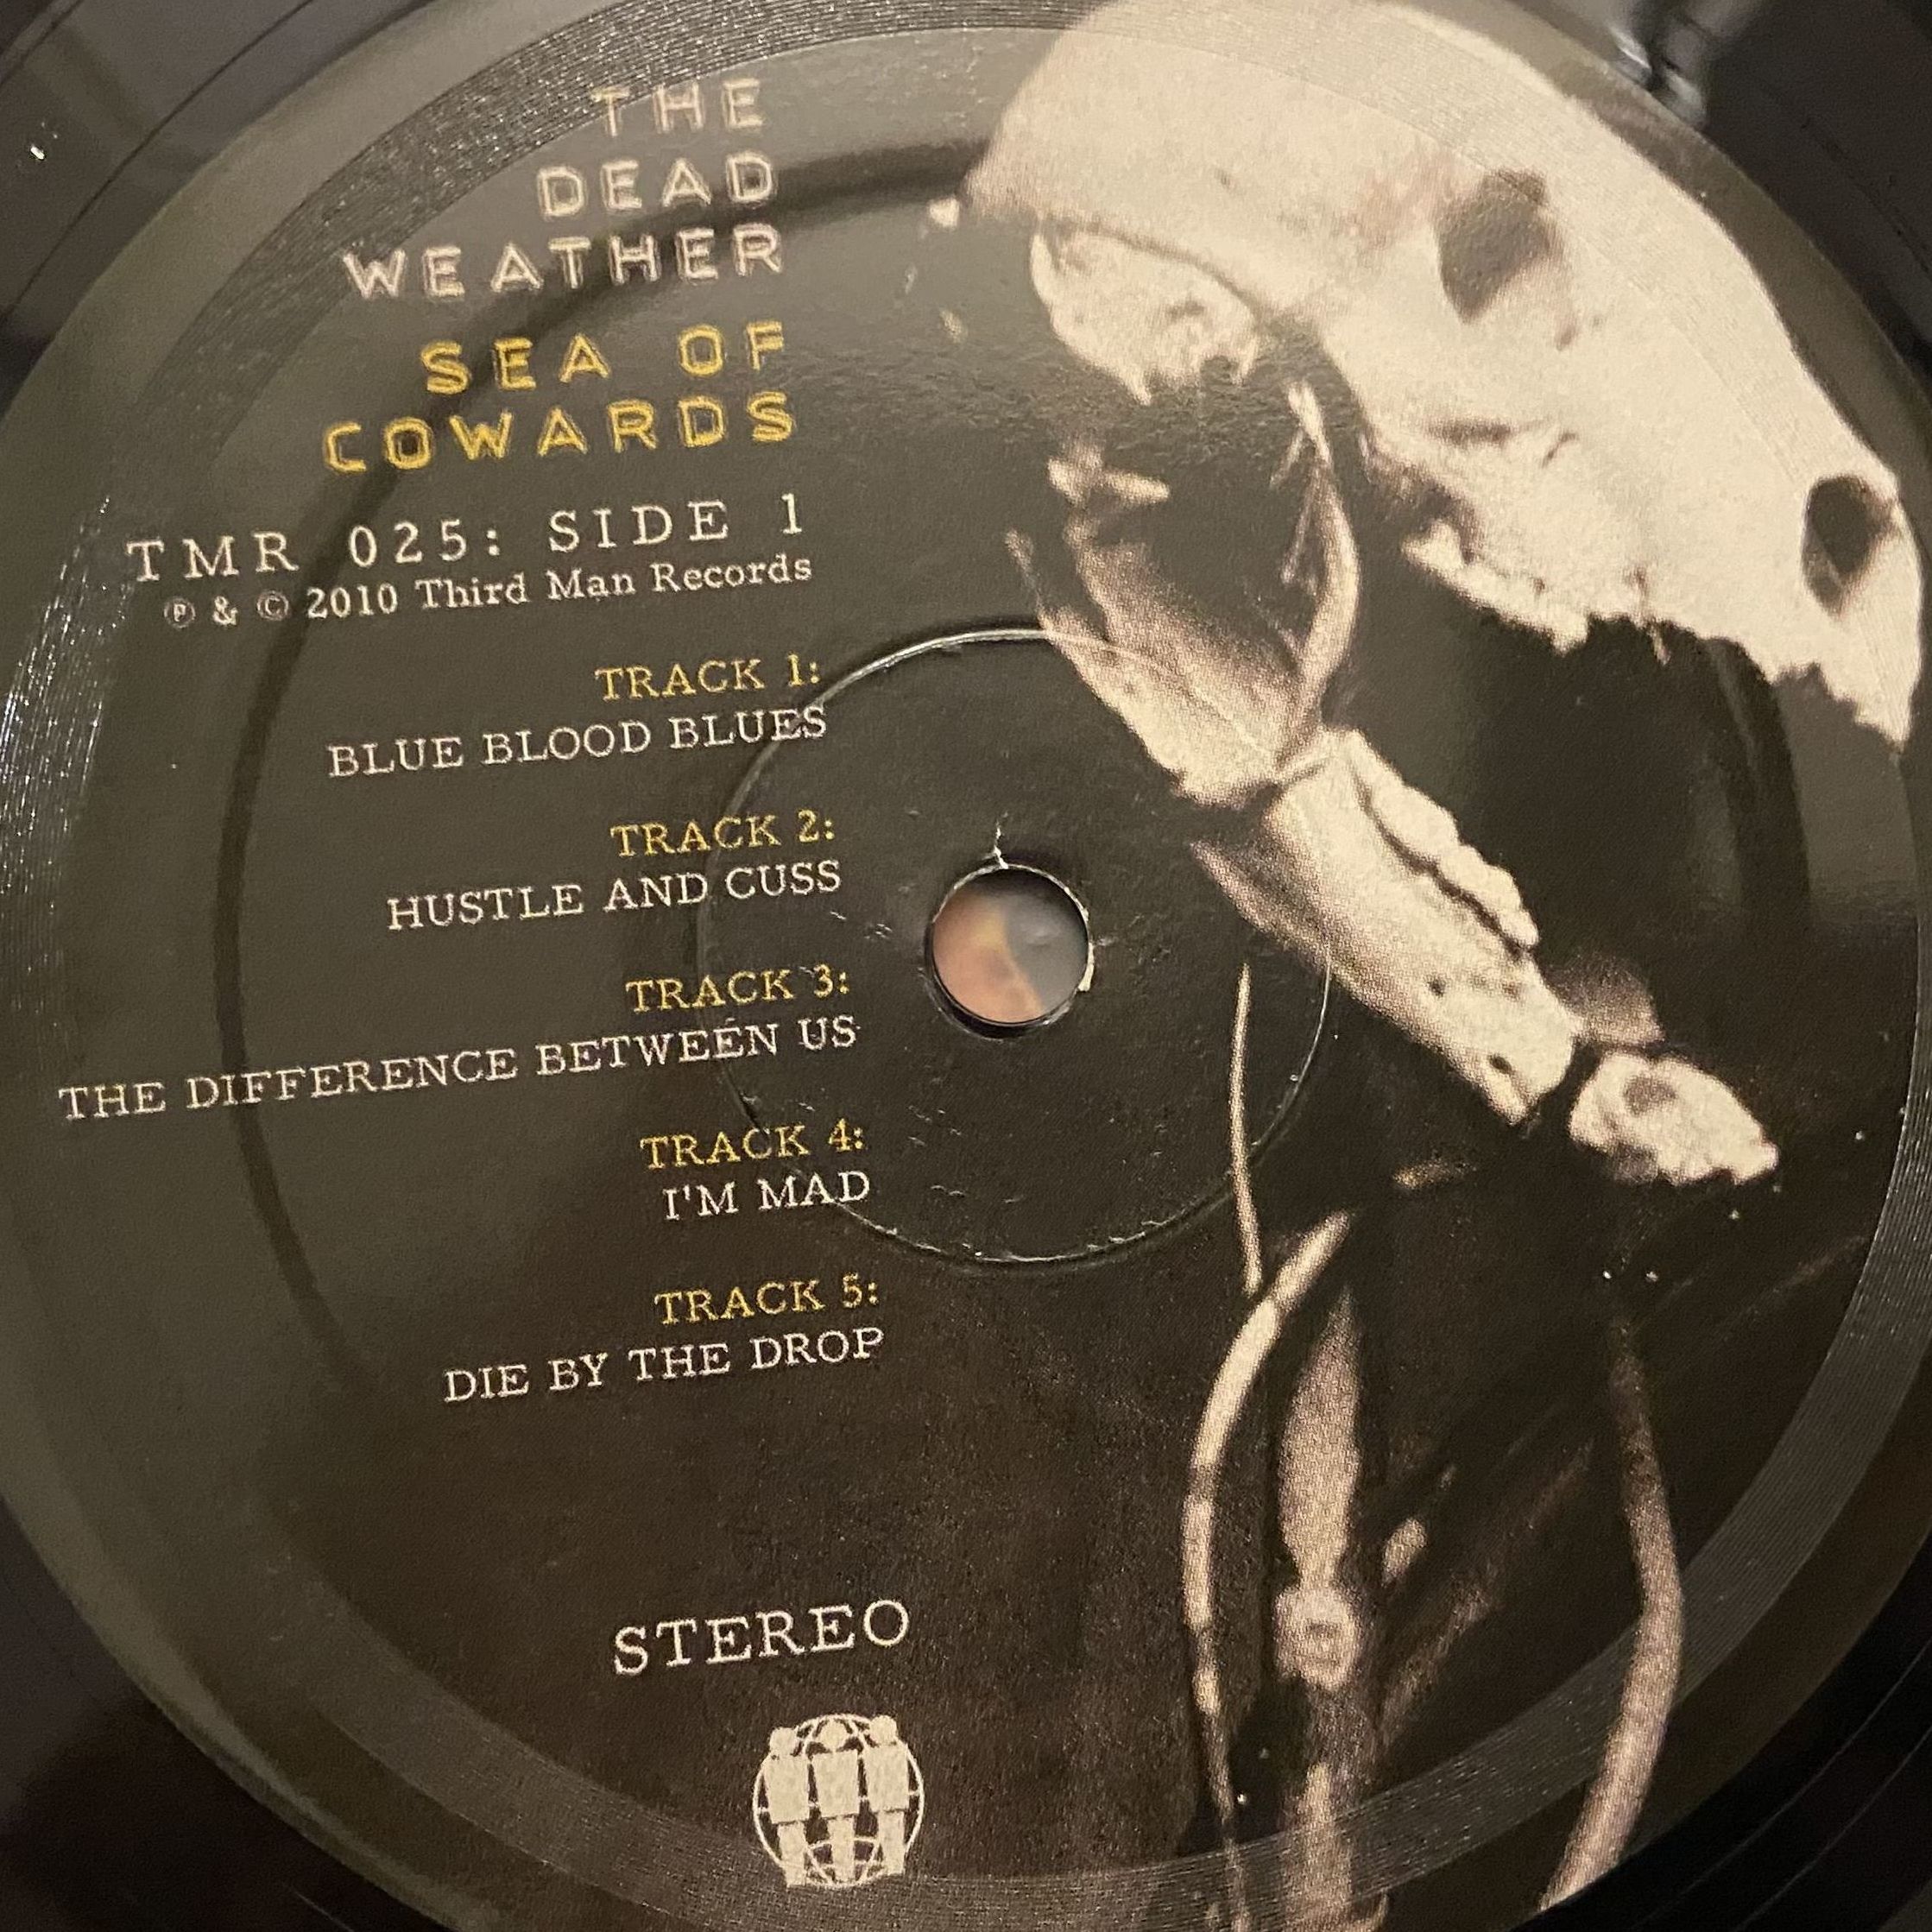 THE
DEAD
WEATHER
SEA OF
COWARDS
TMR 025: SIDE 1
℗ & © 2010 Third Man Records
TRACK 1:
BLUE BLOOD BLUES
TRACK 2:
HUSTLE AND CUSS
TRACK 3:
THE DIFFERENCE BETWEEN US
TRACK 4:
I'M MAD
TRACK 5:
DIE BY THE DROP
STEREO